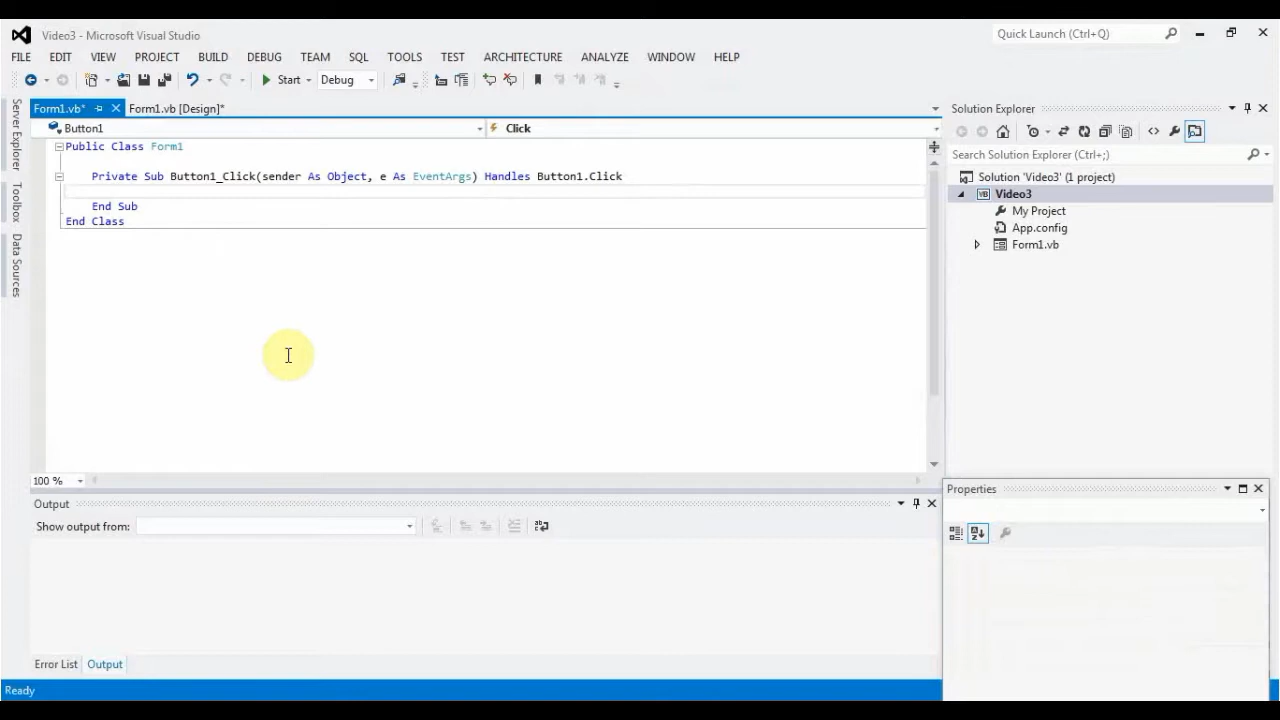 Video3 - Microsoft Visual Studio
Quick Launch (Ctrl+Q)
FILE EDIT VIEW PROJECT BUILD DEBUG TEAM SQL TOOLS TEST ARCHITECTURE ANALYZE WINDOW HELP
Start Debug
Server Explorer
Toolbox
Data Sources
Form1.vb* Form1.vb [Design]*
Button1 Click
Public Class Form1
Private Sub Button1_Click(sender As Object, e As EventArgs) Handles Button1.Click
End Sub
End Class
100 %
Output
Show output from:
Error List Output
Ready
Solution Explorer
Search Solution Explorer (Ctrl+;)
Solution 'Video3' (1 project)
VB Video3
My Project
App.config
Form1.vb
Properties